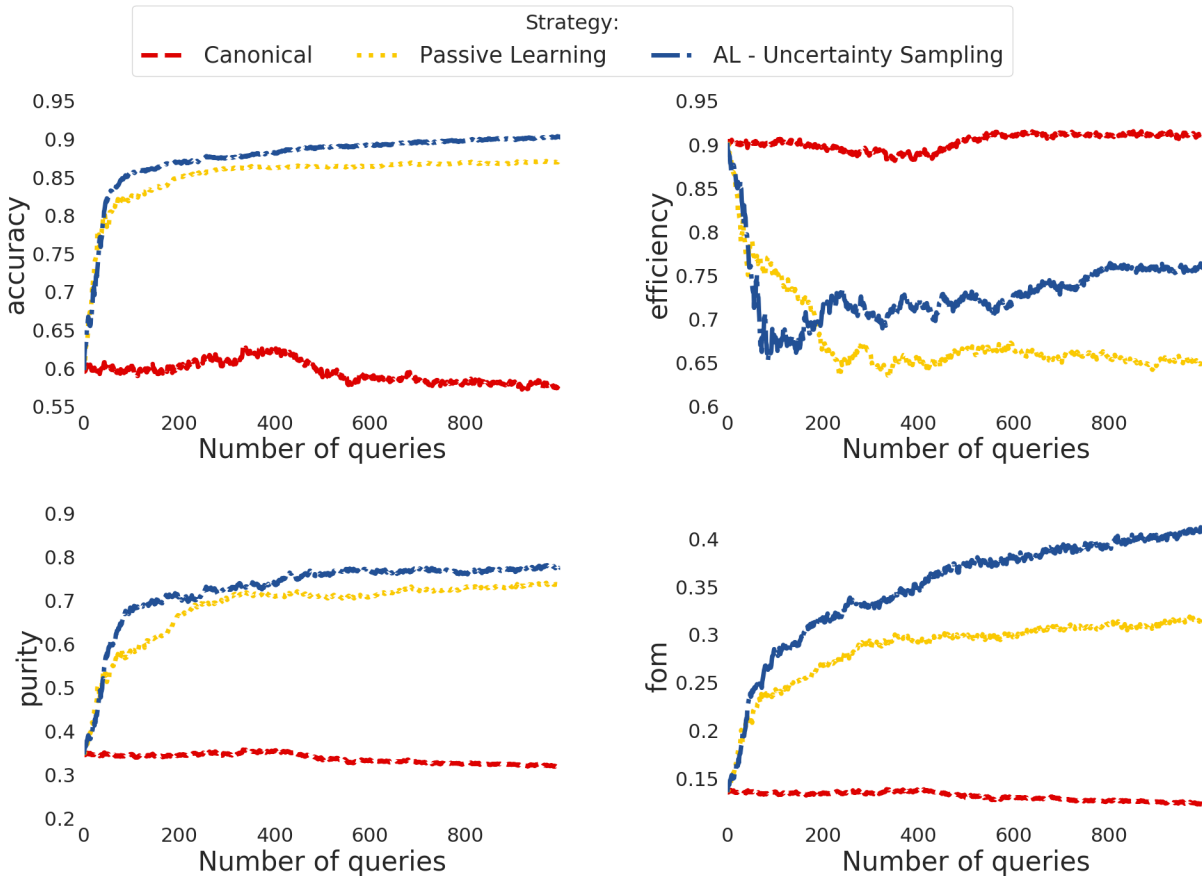 Strategy:
Canonical Passive Learning AL - Uncertainty Sampling
accuracy
0.95
0.9
0.85
0.8
0.75
0.7
0.65
0.6
0.55
0 200 400 600 800
Number of queries
efficiency
0.95
0.9
0.85
0.8
0.75
0.7
0.65
0.6
0 200 400 600 800
Number of queries
purity
0.9
0.8
0.7
0.6
0.5
0.4
0.3
0.2
0 200 400 600 800
Number of queries
fom
0.4
0.35
0.3
0.25
0.2
0.15
0 200 400 600 800
Number of queries